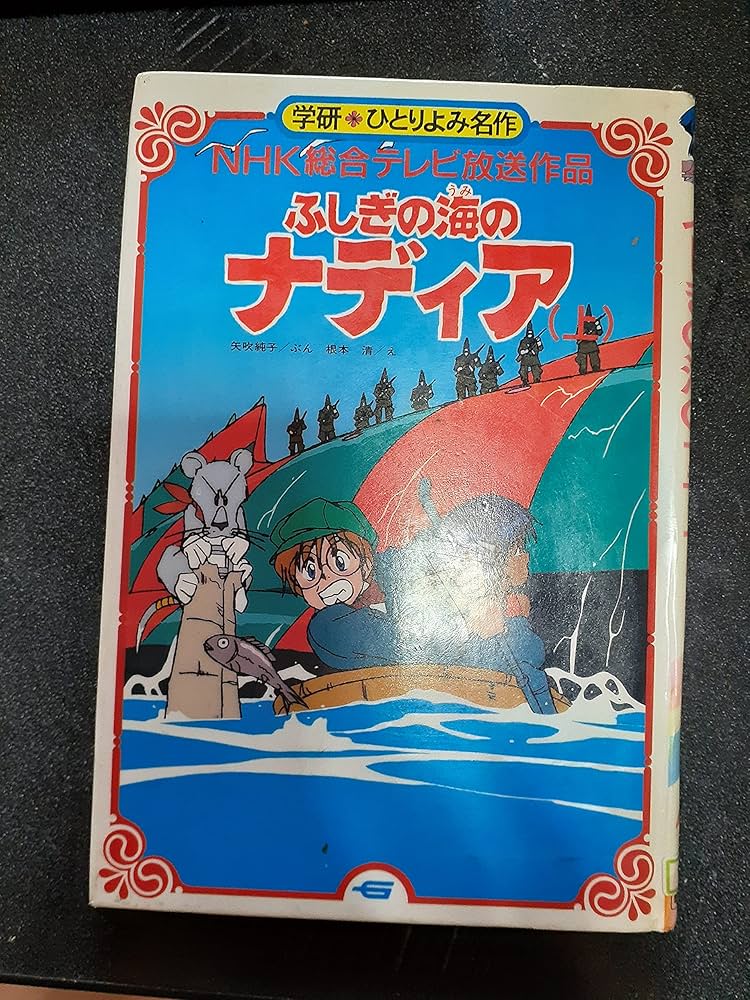 学研❋ひとりよみ名作
NHK総合テレビ放送作品
うみ
ふしぎの海の
ナディア(上)
矢吹純子／ぶん 根本 清／え
G